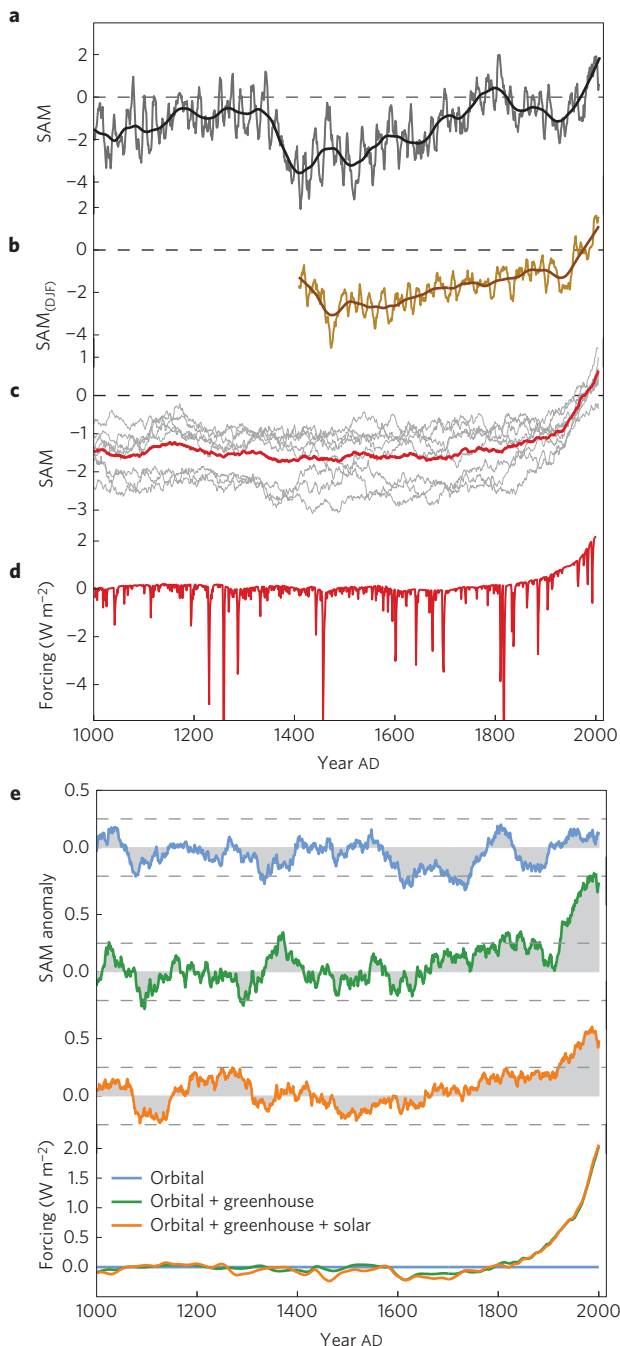 a
2
0
−2
−4
SAM
b
2
0
−2
−4
SAM(DJF)
c
1
0
−1
−2
−3
SAM
d
2
0
−2
−4
Forcing (W m−2)
1000 1200 1400 1600 1800 2000
Year AD
e
0.5
0.0
0.5
0.0
0.5
0.0
SAM anomaly
2.0
1.5
1.0
0.5
0.0
Forcing (W m−2)
Orbital
Orbital + greenhouse
Orbital + greenhouse + solar
1000 1200 1400 1600 1800 2000
Year AD